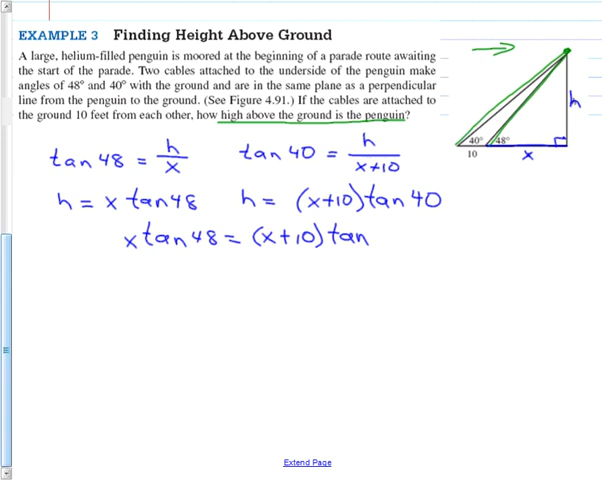 EXAMPLE 3 Finding Height Above Ground
A large, helium-filled penguin is moored at the beginning of a parade route awaiting
the start of the parade. Two cables attached to the underside of the penguin make
angles of 48° and 40° with the ground and are in the same plane as a perpendicular
line from the penguin to the ground. (See Figure 4.91.) If the cables are attached to
the ground 10 feet from each other, how high above the ground is the penguin?
h
40° 48°
10 x
tan 48 = h/x tan 40 = h/(x+10)
h = x tan 48 h = (x+10) tan 40
x tan 48 = (x+10) tan
Extend Page